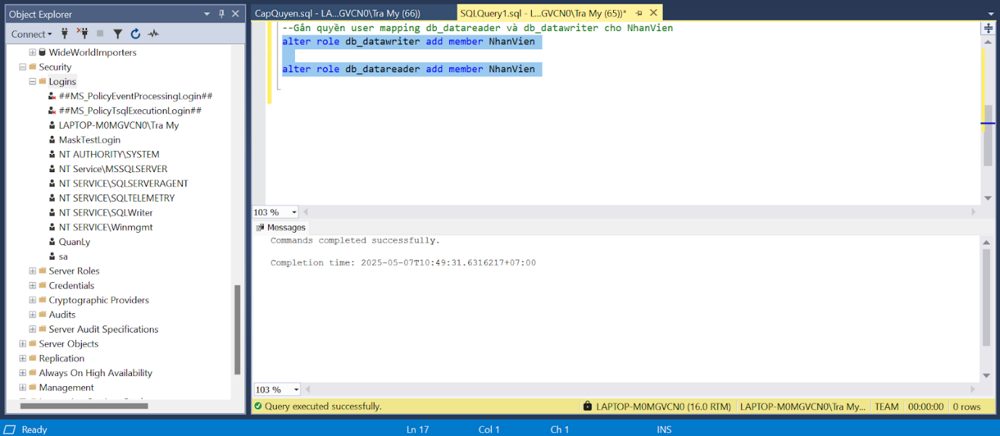 Object Explorer
Connect
WideWorldImporters
Security
Logins
##MS_PolicyEventProcessingLogin##
##MS_PolicyTsqlExecutionLogin##
LAPTOP-M0MGVCN0\Tra My
MaskTestLogin
NT AUTHORITY\SYSTEM
NT Service\MSSQLSERVER
NT SERVICE\SQLSERVERAGENT
NT SERVICE\SQLTELEMETRY
NT SERVICE\SQLWriter
NT SERVICE\Winmgmt
QuanLy
sa
Server Roles
Credentials
Cryptographic Providers
Audits
Server Audit Specifications
Server Objects
Replication
Always On High Availability
Management
CapQuyen.sql - LA...GVCN0\Tra My (66))
SQLQuery1.sql - L...GVCN0\Tra My (65))*
--Gắn quyền user mapping db_datareader và db_datawriter cho NhanVien
alter role db_datawriter add member NhanVien
alter role db_datareader add member NhanVien
103 %
Messages
Commands completed successfully.
Completion time: 2025-05-07T10:49:31.6316217+07:00
103 %
Query executed successfully.
LAPTOP-M0MGVCN0 (16.0 RTM)
LAPTOP-M0MGVCN0\Tra My...
TEAM
00:00:00
0 rows
Ready
Ln 17
Col 1
Ch 1
INS